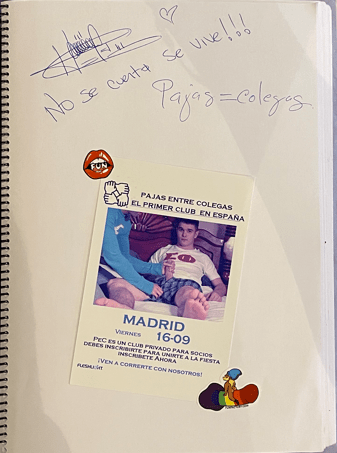 No se cuenta se vive!!!
Pajas = colegas
FUN
PAJAS ENTRE COLEGAS
EL PRIMER CLUB EN ESPAÑA
MADRID
VIERNES 16-09
PEC ES UN CLUB PRIVADO PARA SOCIOS
DEBES INSCRIBIRTE PARA UNIRTE A LA FIESTA
INSCRIBETE AHORA
¡VEN A CORRERTE CON NOSOTROS!